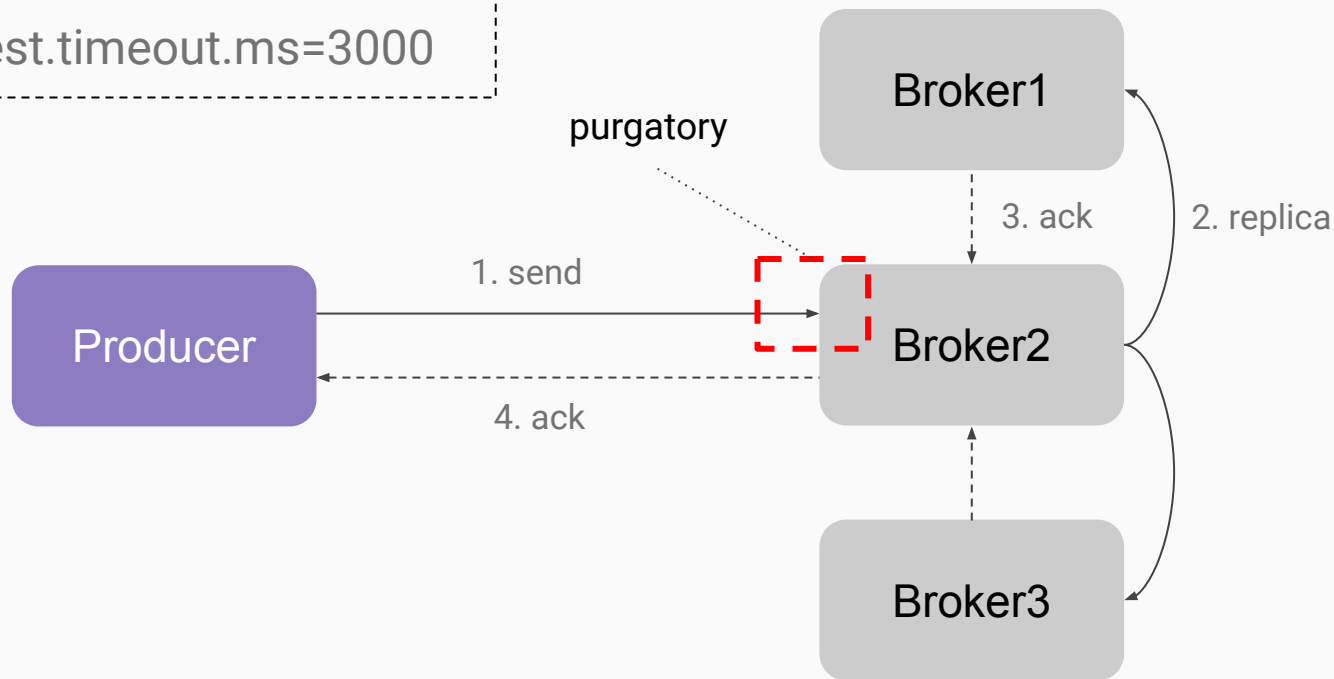 est.timeout.ms=3000
Broker1
purgatory
3. ack
2. replica
1. send
Producer
Broker2
4. ack
Broker3